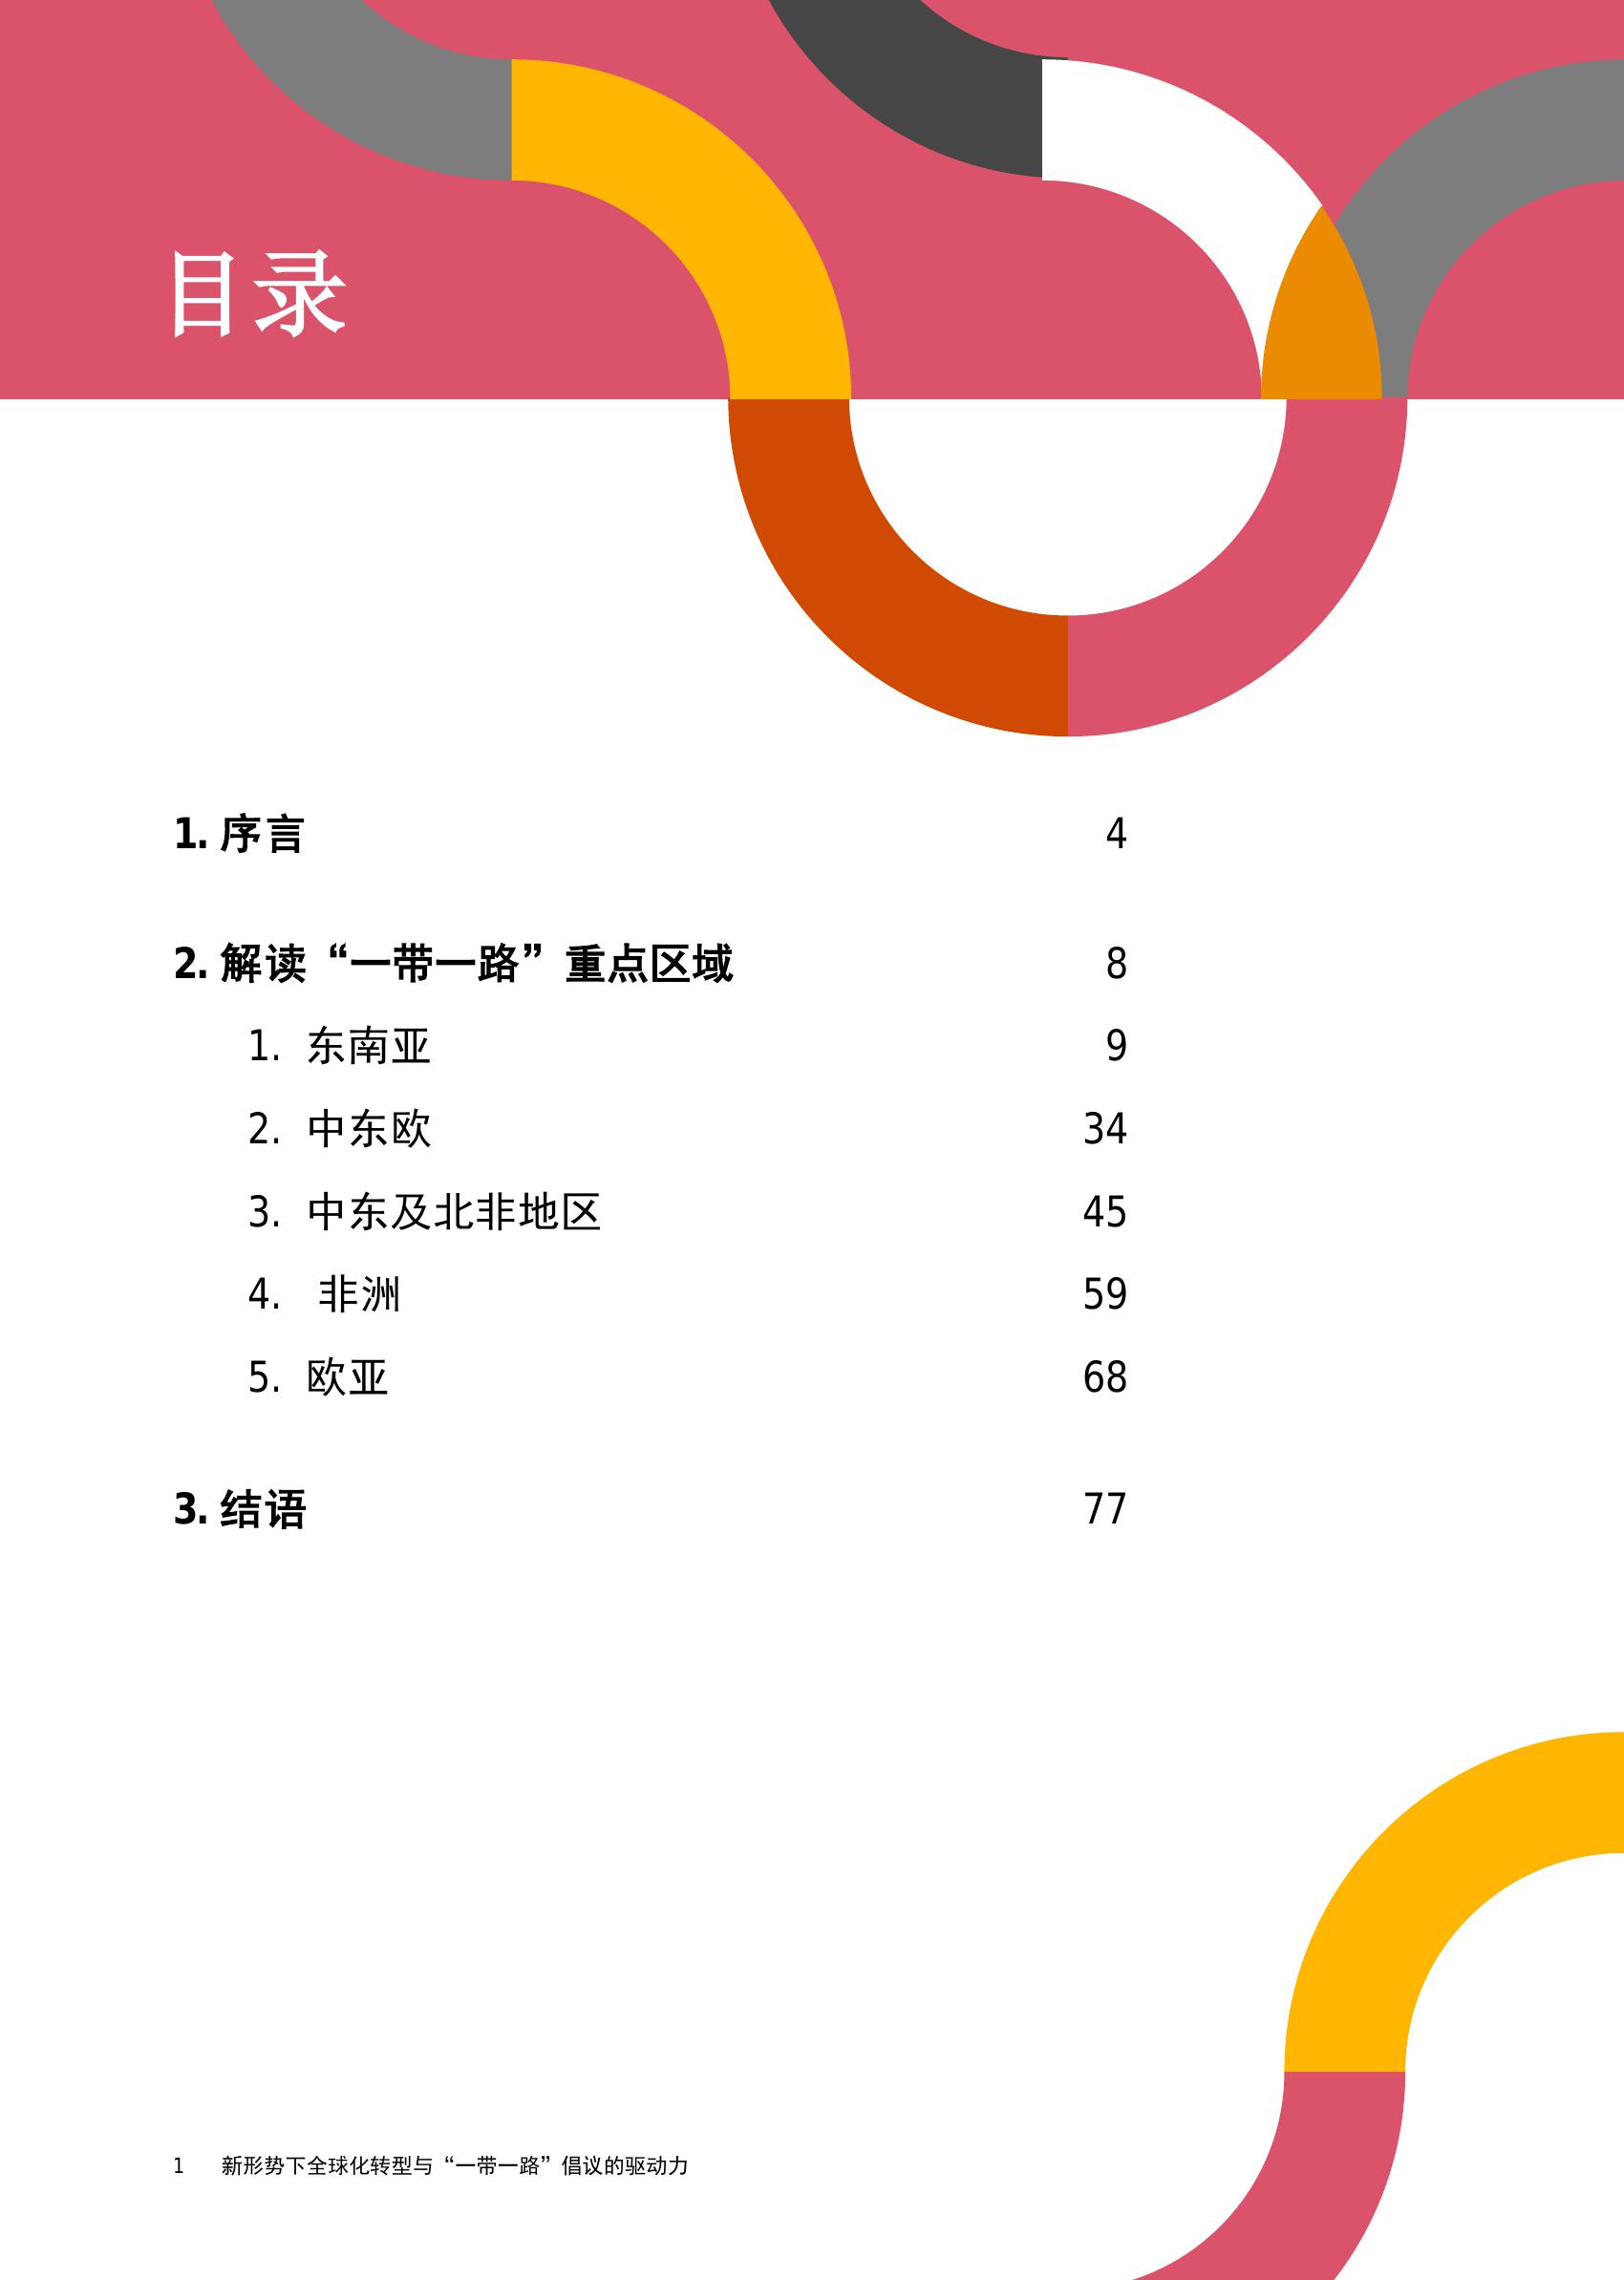 目录
1. 序言 4
2. 解读“一带一路”重点区域 8
1. 东南亚 9
2. 中东欧 34
3. 中东及北非地区 45
4. 非洲 59
5. 欧亚 68
3. 结语 77
1 新形势下全球化转型与“一带一路”倡议的驱动力